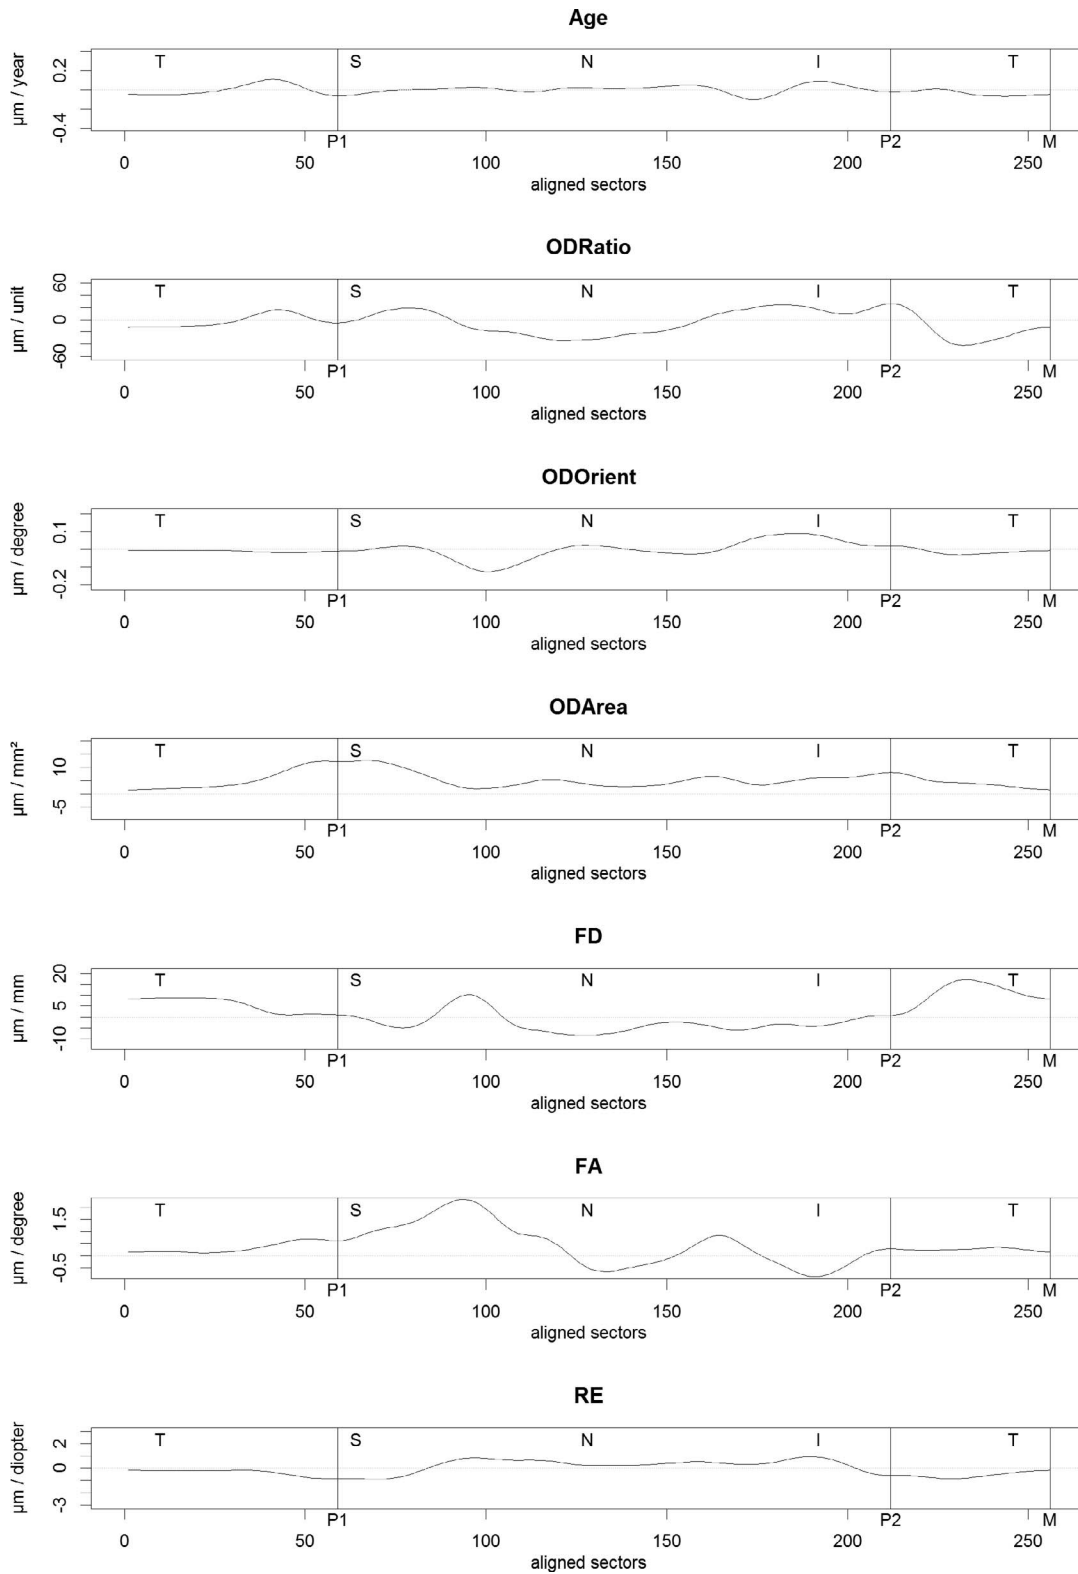 Age
µm / year
0.2
-0.4
T S N I T
P1 P2 M
0 50 100 150 200 250
aligned sectors
ODRatio
µm / unit
60
0
-60
T S N I T
P1 P2 M
0 50 100 150 200 250
aligned sectors
ODOrient
µm / degree
0.1
-0.2
T S N I T
P1 P2 M
0 50 100 150 200 250
aligned sectors
ODArea
µm / mm²
10
-5
T S N I T
P1 P2 M
0 50 100 150 200 250
aligned sectors
FD
µm / mm
20
5
-10
T S N I T
P1 P2 M
0 50 100 150 200 250
aligned sectors
FA
µm / degree
1.5
-0.5
T S N I T
P1 P2 M
0 50 100 150 200 250
aligned sectors
RE
µm / diopter
2
0
-3
T S N I T
P1 P2 M
0 50 100 150 200 250
aligned sectors